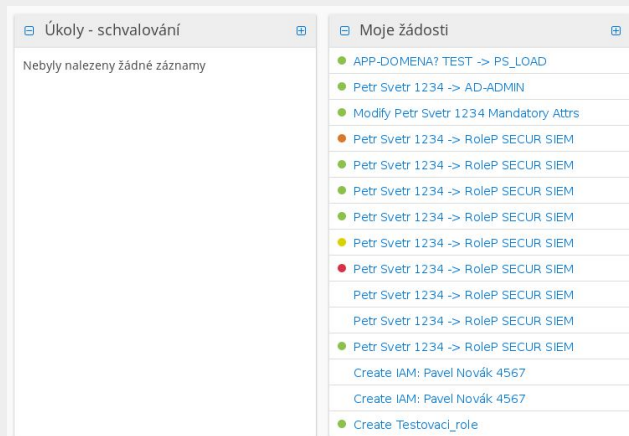 Úkoly - schvalování
Nebyly nalezeny žádné záznamy
Moje žádosti
APP-DOMENA? TEST -> PS_LOAD
Petr Svetr 1234 -> AD-ADMIN
Modify Petr Svetr 1234 Mandatory Attrs
Petr Svetr 1234 -> RoleP SECUR SIEM
Petr Svetr 1234 -> RoleP SECUR SIEM
Petr Svetr 1234 -> RoleP SECUR SIEM
Petr Svetr 1234 -> RoleP SECUR SIEM
Petr Svetr 1234 -> RoleP SECUR SIEM
Petr Svetr 1234 -> RoleP SECUR SIEM
Petr Svetr 1234 -> RoleP SECUR SIEM
Petr Svetr 1234 -> RoleP SECUR SIEM
Petr Svetr 1234 -> RoleP SECUR SIEM
Create IAM: Pavel Novák 4567
Create IAM: Pavel Novák 4567
Create Testovaci_role